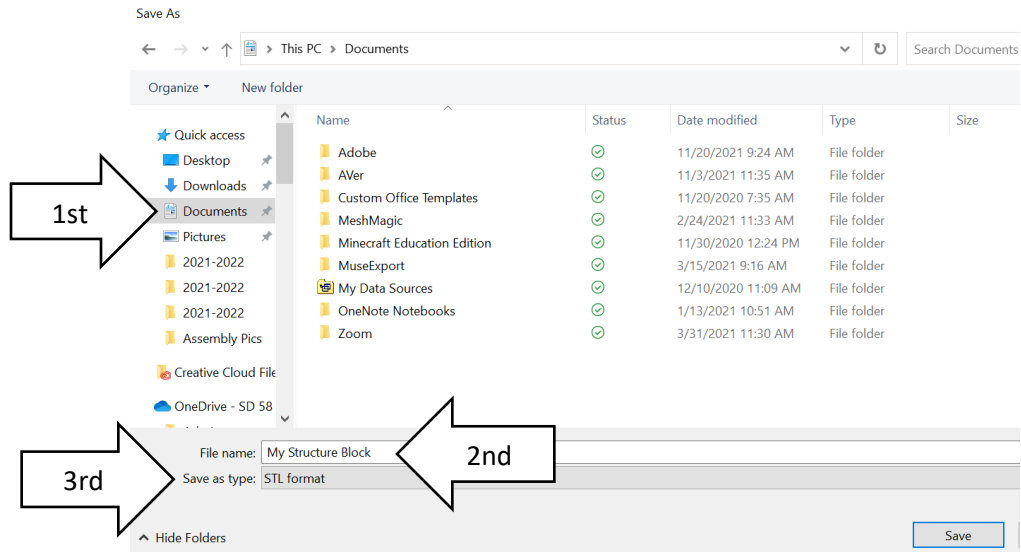 Save As
This PC > Documents
Search Documents
Organize
New folder
Name Status Date modified Type Size
Quick access
Desktop
Downloads
1st
Documents
Pictures
2021-2022
2021-2022
2021-2022
Assembly Pics
Creative Cloud File
OneDrive - SD 58
Adobe 11/20/2021 9:24 AM File folder
AVer 11/3/2021 11:35 AM File folder
Custom Office Templates 11/20/2020 7:35 AM File folder
MeshMagic 2/24/2021 11:33 AM File folder
Minecraft Education Edition 11/30/2020 12:24 PM File folder
MuseExport 3/15/2021 9:16 AM File folder
My Data Sources 12/10/2020 11:09 AM File folder
OneNote Notebooks 1/13/2021 10:51 AM File folder
Zoom 3/31/2021 11:30 AM File folder
File name: My Structure Block
2nd
3rd
Save as type: STL format
Hide Folders
Save